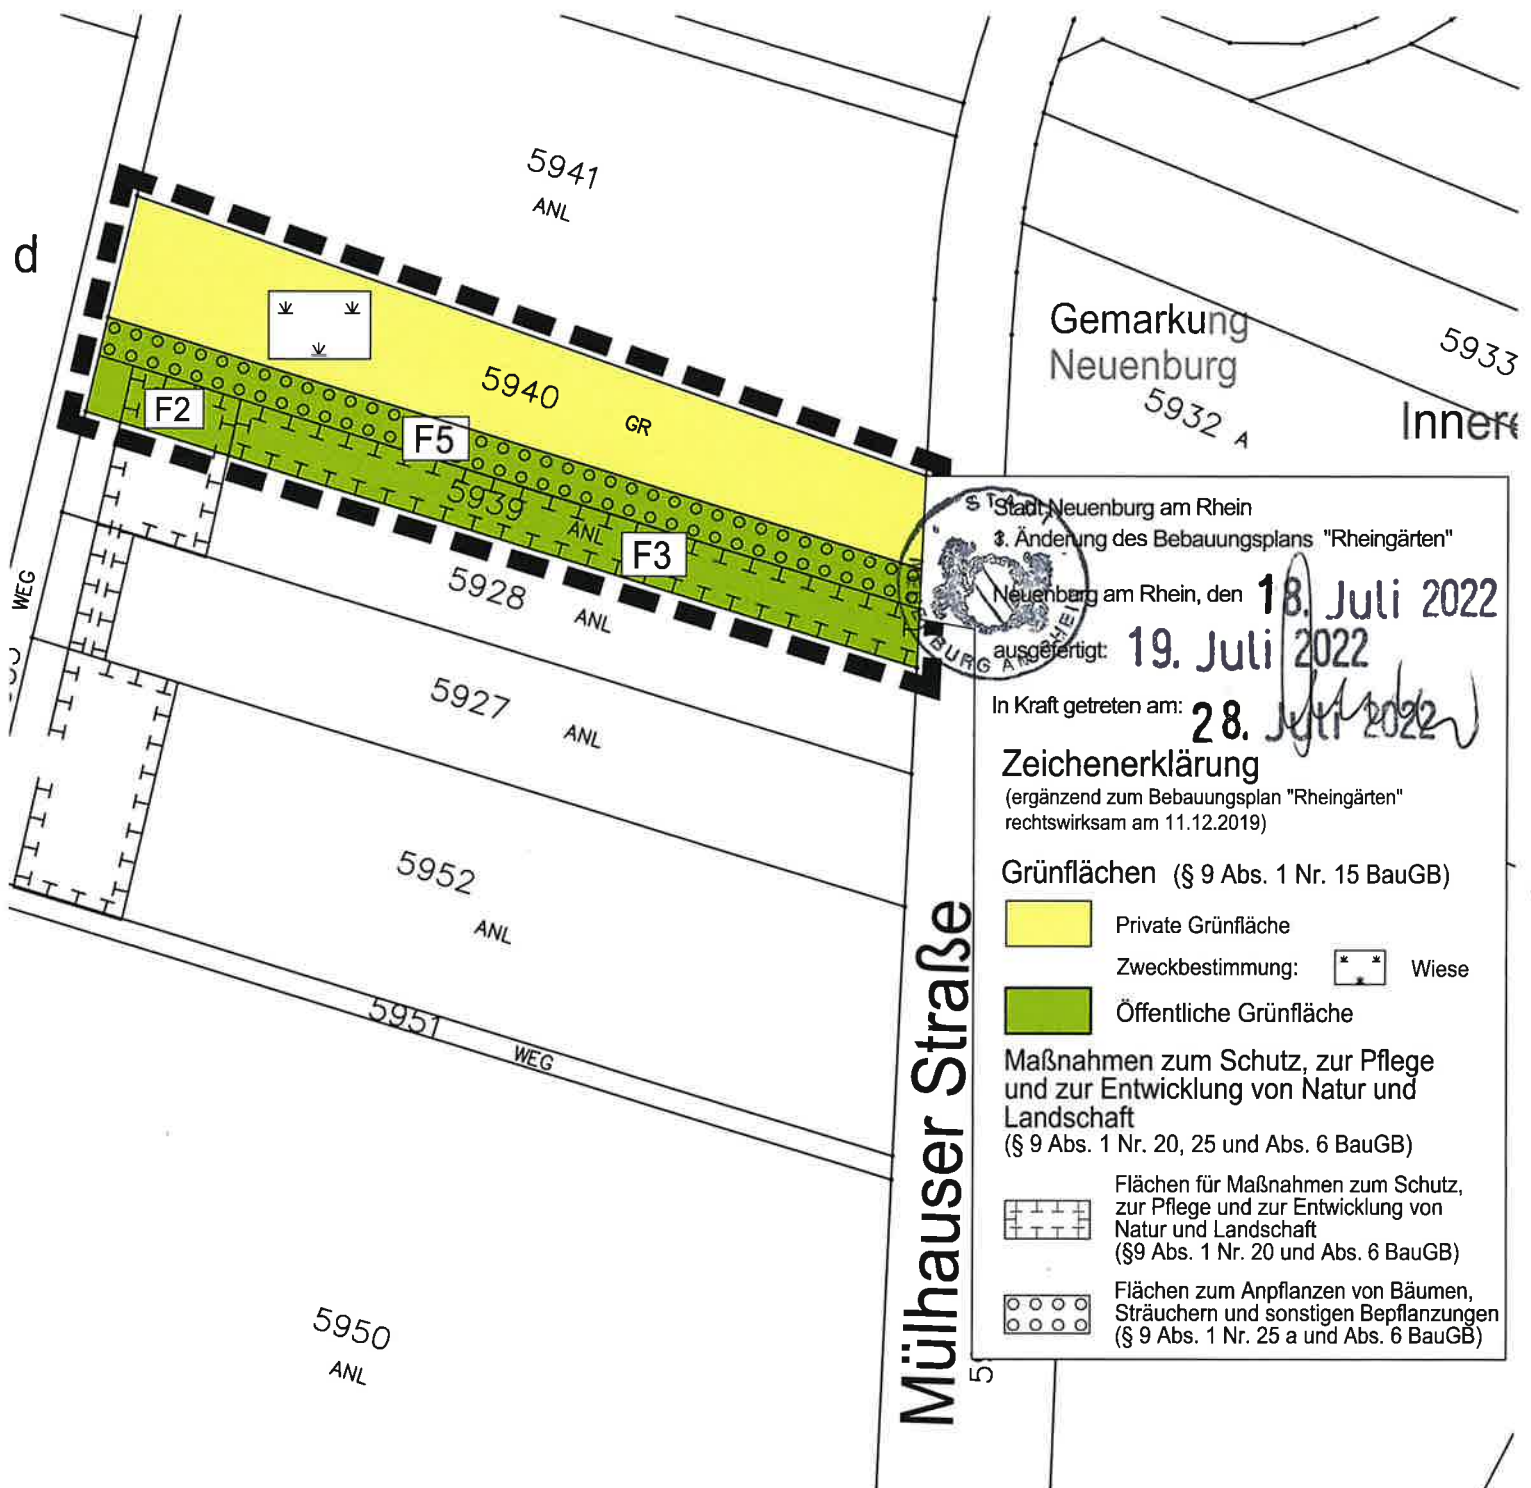 5941
ANL
d
Gemarkung
Neuenburg
5933
5932 A
Innere
5940
GR
F2
F5
5939
ANL
F3
5928
ANL
WEG
5927
ANL
5952
ANL
5951
WEG
5950
ANL
Mülhauser Straße
STADT
BURG AM RHEIN
Stadt Neuenburg am Rhein
3. Änderung des Bebauungsplans "Rheingärten"
Neuenburg am Rhein, den 18. Juli 2022
ausgefertigt: 19. Juli 2022
In Kraft getreten am: 28. Juli 2022
Zeichenerklärung
(ergänzend zum Bebauungsplan "Rheingärten"
rechtswirksam am 11.12.2019)
Grünflächen (§ 9 Abs. 1 Nr. 15 BauGB)
Private Grünfläche
Zweckbestimmung: Wiese
Öffentliche Grünfläche
Maßnahmen zum Schutz, zur Pflege
und zur Entwicklung von Natur und
Landschaft
(§ 9 Abs. 1 Nr. 20, 25 und Abs. 6 BauGB)
Flächen für Maßnahmen zum Schutz,
zur Pflege und zur Entwicklung von
Natur und Landschaft
(§9 Abs. 1 Nr. 20 und Abs. 6 BauGB)
Flächen zum Anpflanzen von Bäumen,
Sträuchern und sonstigen Bepflanzungen
(§ 9 Abs. 1 Nr. 25 a und Abs. 6 BauGB)